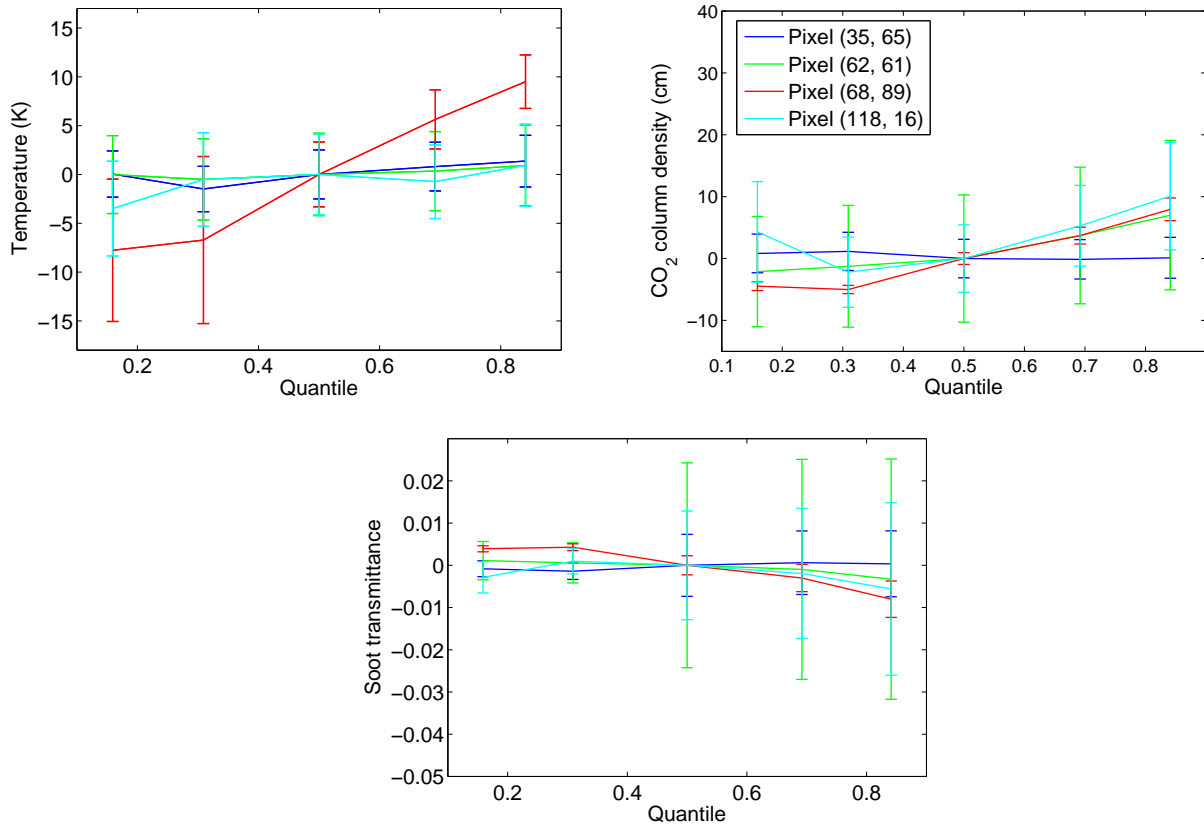 15
10
5
0
−5
−10
−15
Temperature (K)
0.2 0.4 0.6 0.8
Quantile
40
30
20
10
0
−10
CO2 column density (cm)
Pixel (35, 65)
Pixel (62, 61)
Pixel (68, 89)
Pixel (118, 16)
0.1 0.2 0.3 0.4 0.5 0.6 0.7 0.8 0.9
Quantile
0.02
0.01
0
−0.01
−0.02
−0.03
−0.04
−0.05
Soot transmittance
0.2 0.4 0.6 0.8
Quantile